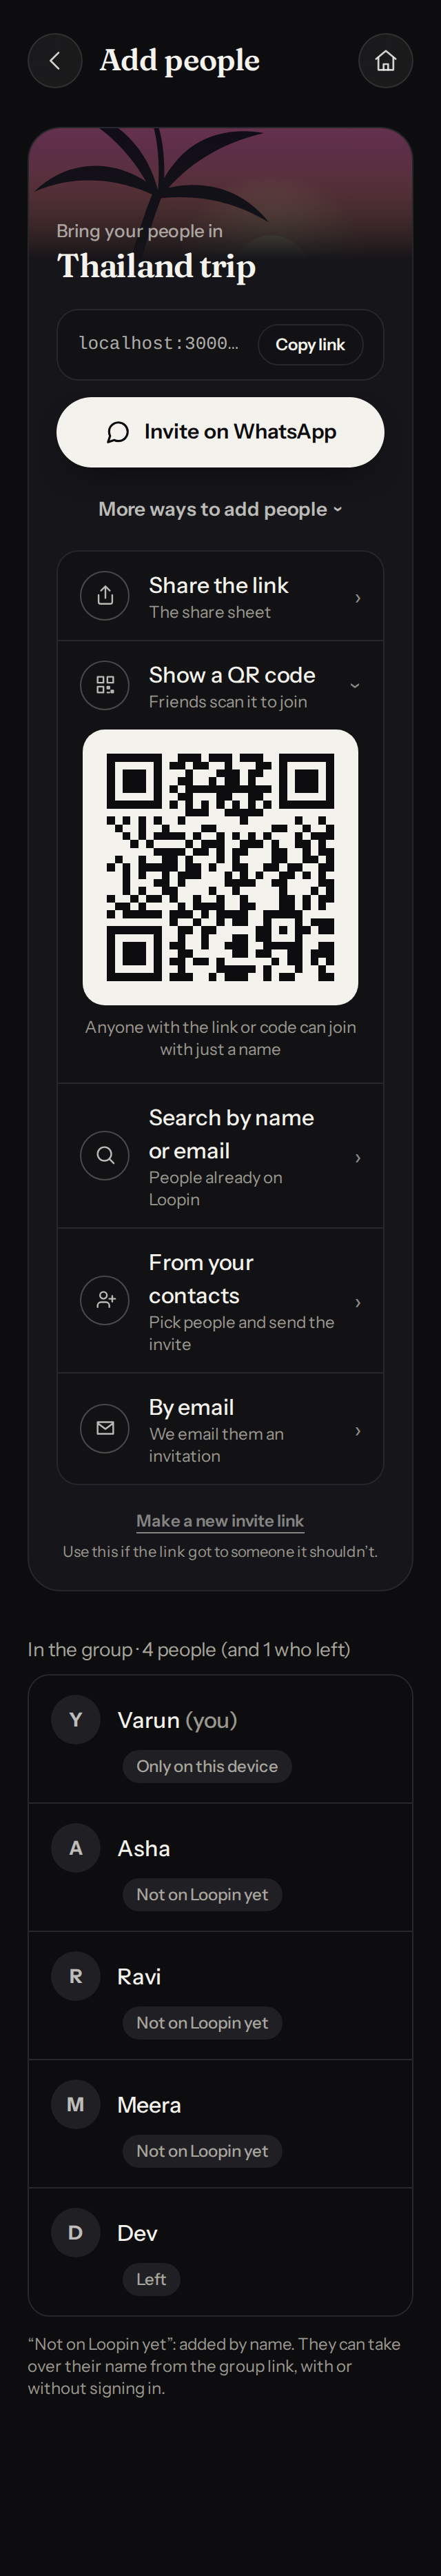 Add people
Bring your people in
Thailand trip
localhost:3000…
Copy link
Invite on WhatsApp
More ways to add people
Share the link
The share sheet
Show a QR code
Friends scan it to join
Anyone with the link or code can join
with just a name
Search by name
or email
People already on
Loopin
From your
contacts
Pick people and send the
invite
By email
We email them an
invitation
Make a new invite link
Use this if the link got to someone it shouldn’t.
In the group · 4 people (and 1 who left)
Y
Varun (you)
Only on this device
A
Asha
Not on Loopin yet
R
Ravi
Not on Loopin yet
M
Meera
Not on Loopin yet
D
Dev
Left
“Not on Loopin yet”: added by name. They can take
over their name from the group link, with or
without signing in.